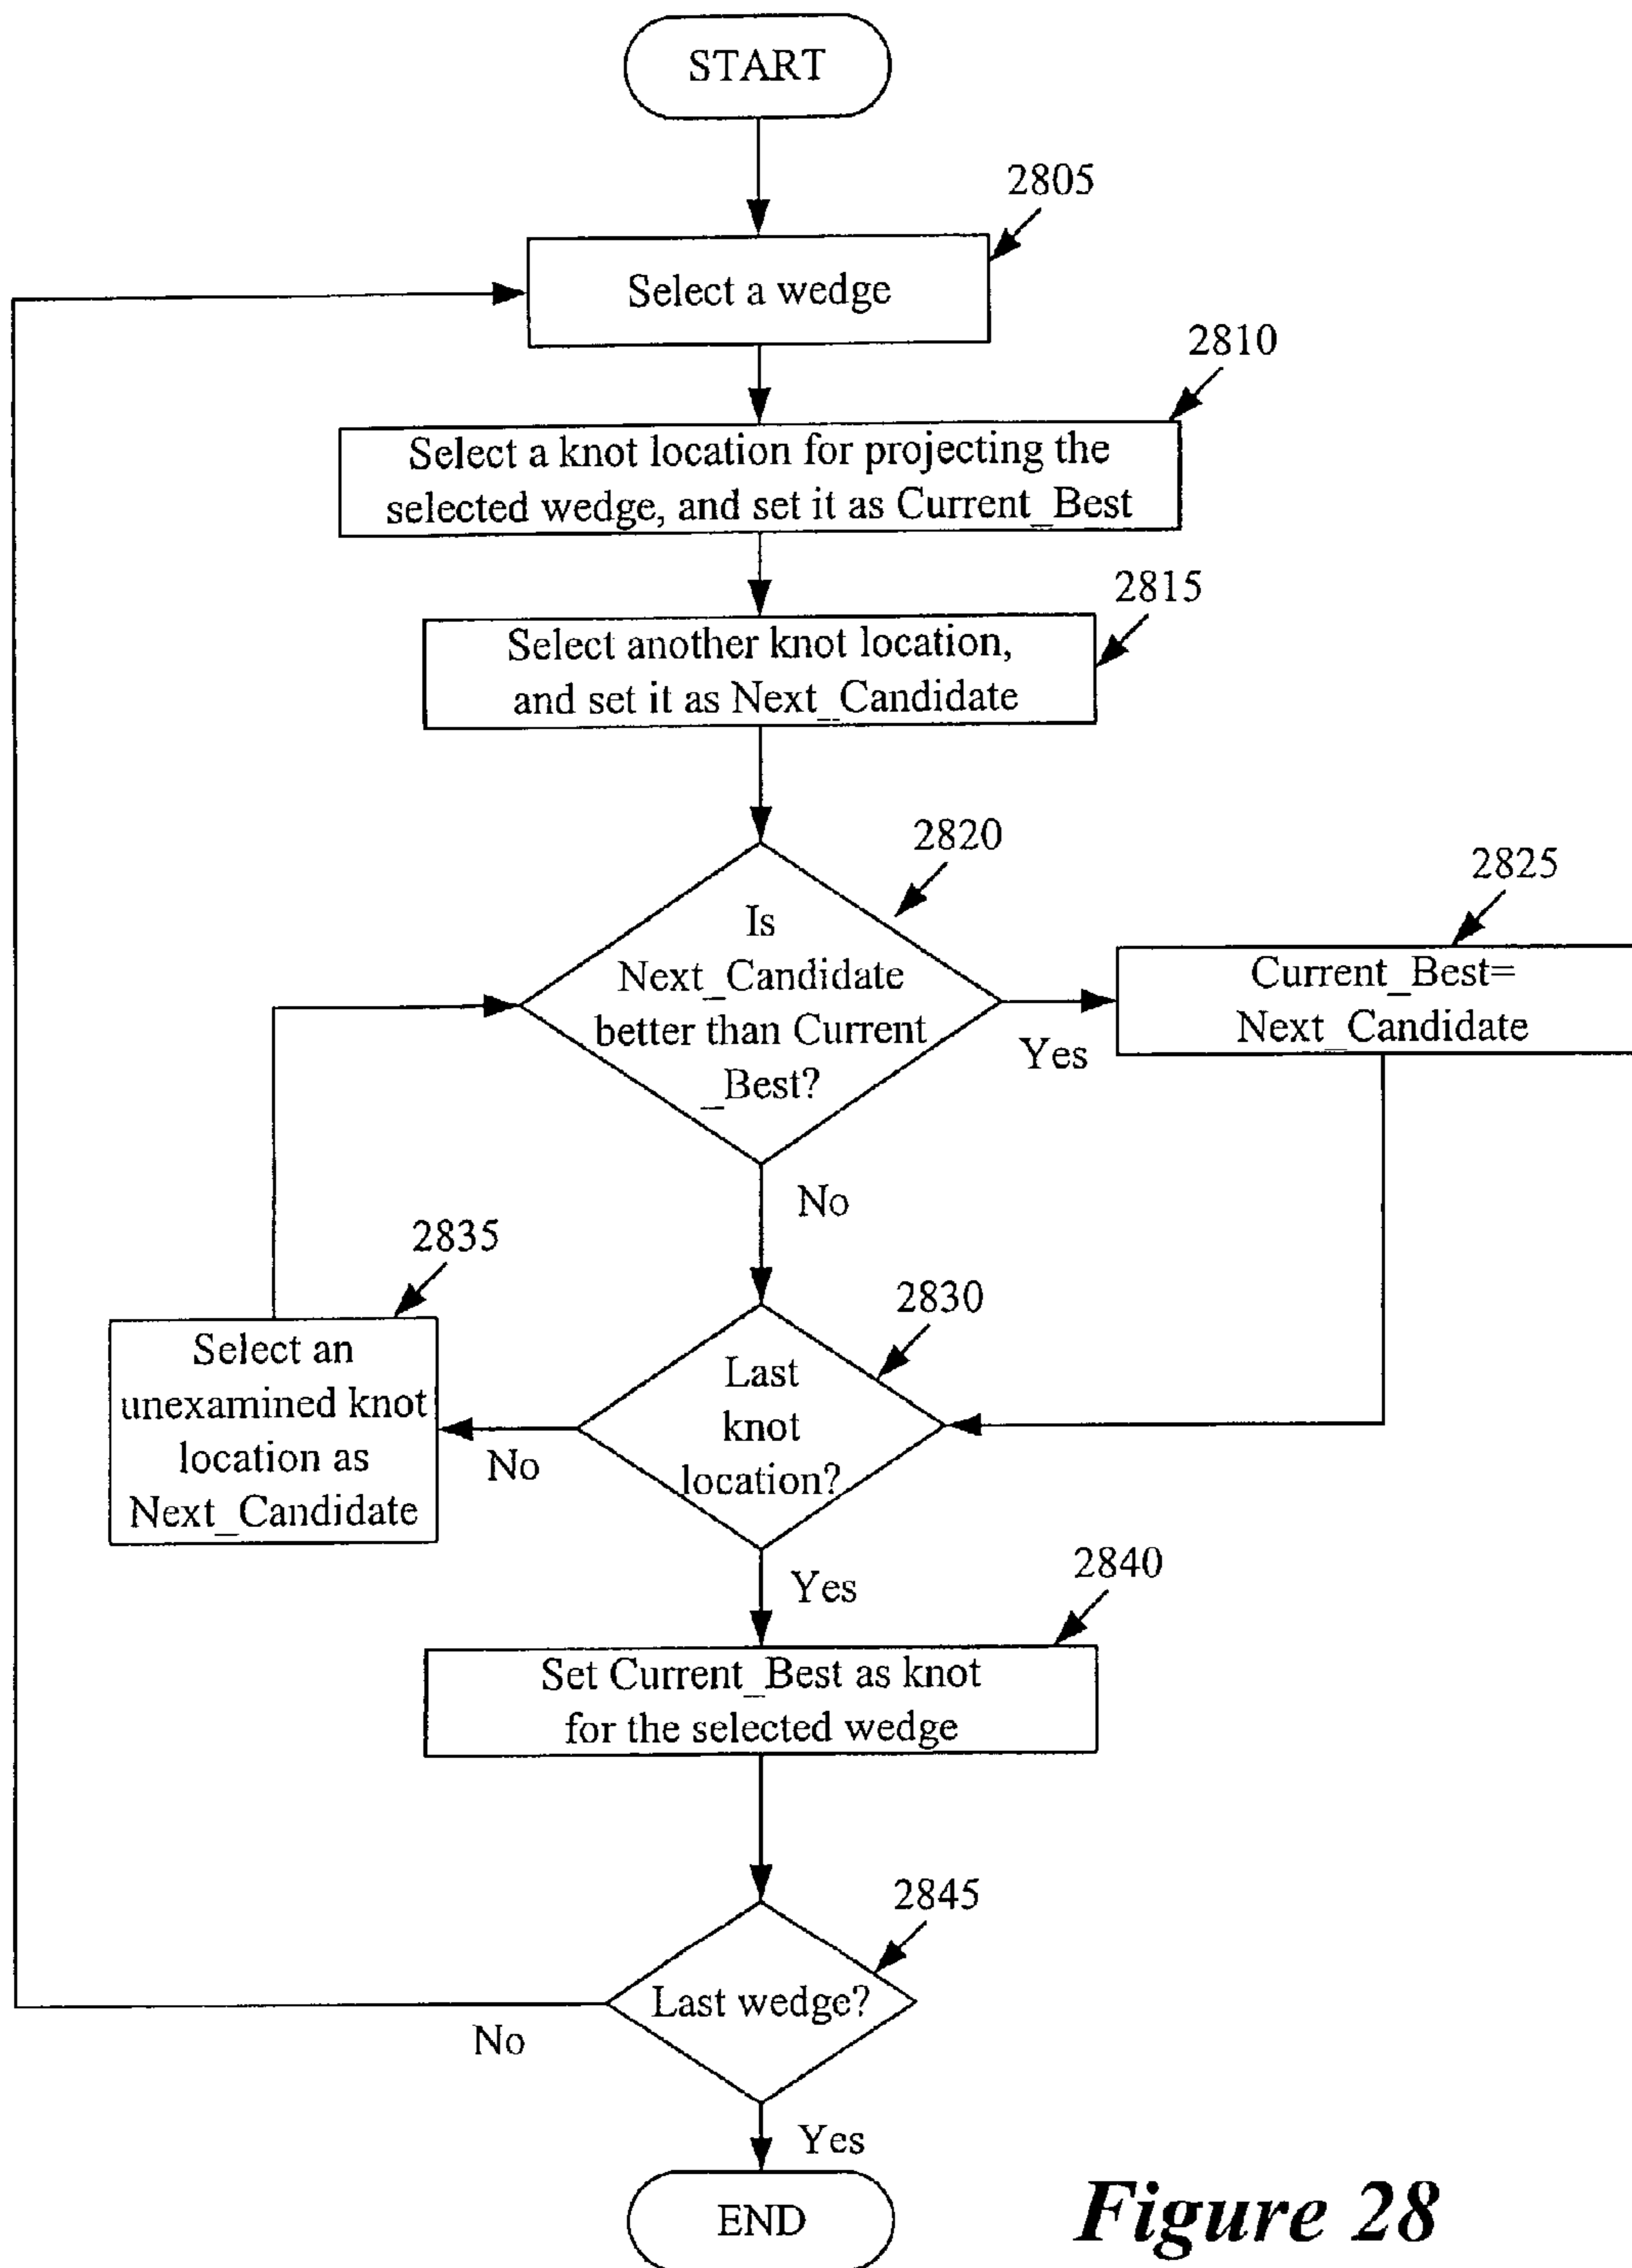 START
2805
Select a wedge
2810
Select a knot location for projecting the
selected wedge, and set it as Current_Best
2815
Select another knot location,
and set it as Next_Candidate
2820
Is
Next_Candidate
better than Current
_Best?
Yes
2825
Current_Best=
Next_Candidate
No
2835
Select an
unexamined knot
location as
Next_Candidate
2830
Last
knot
location?
No
Yes
2840
Set Current_Best as knot
for the selected wedge
2845
Last wedge?
No
Yes
END
Figure 28